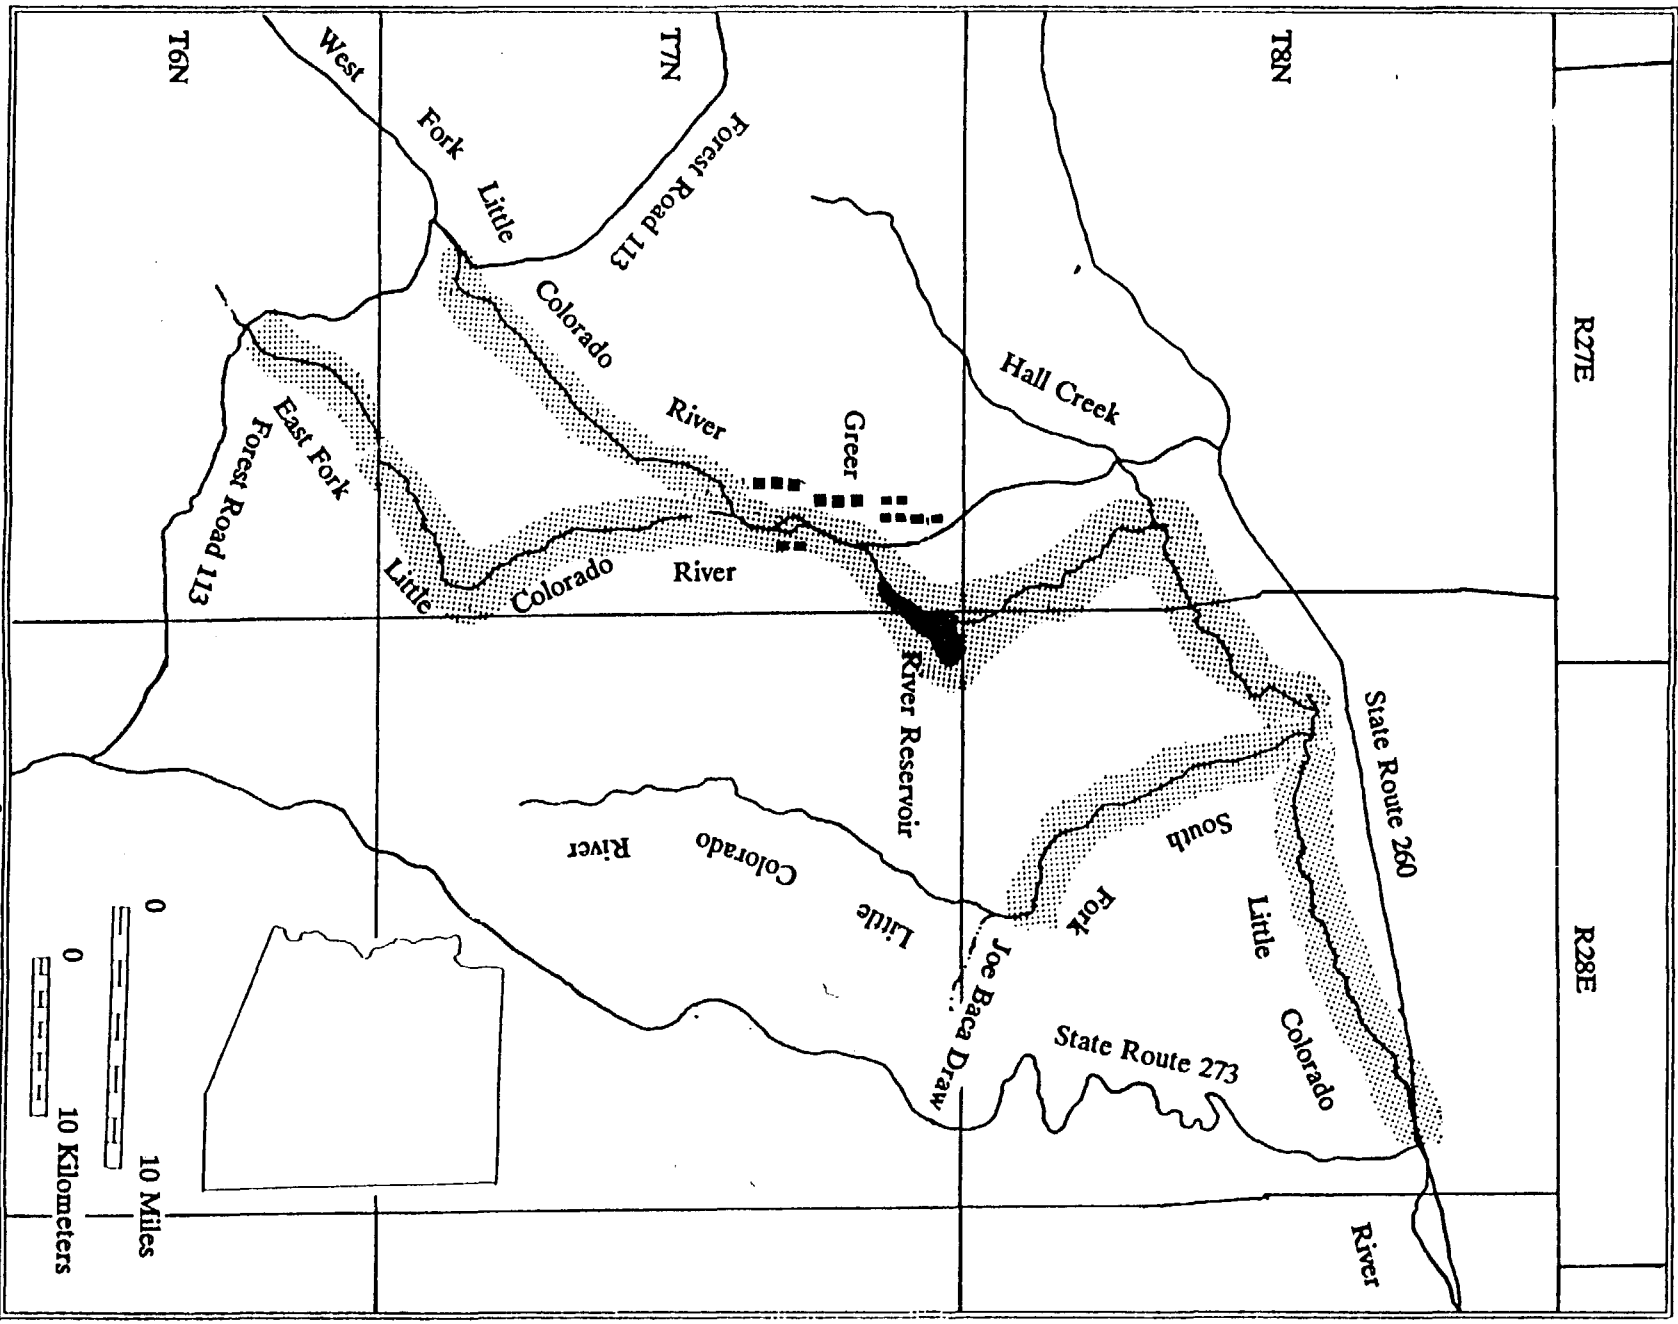 R27E
R28E
T8N
T7N
T6N
State Route 260
Hall Creek
Forest Road 113
West Fork Little Colorado River
Greer
River Reservoir
East Fork Little Colorado River
Forest Road 113
South Fork Little Colorado River
Little Colorado River
Joe Baca Draw
State Route 273
0 10 Miles
0 10 Kilometers